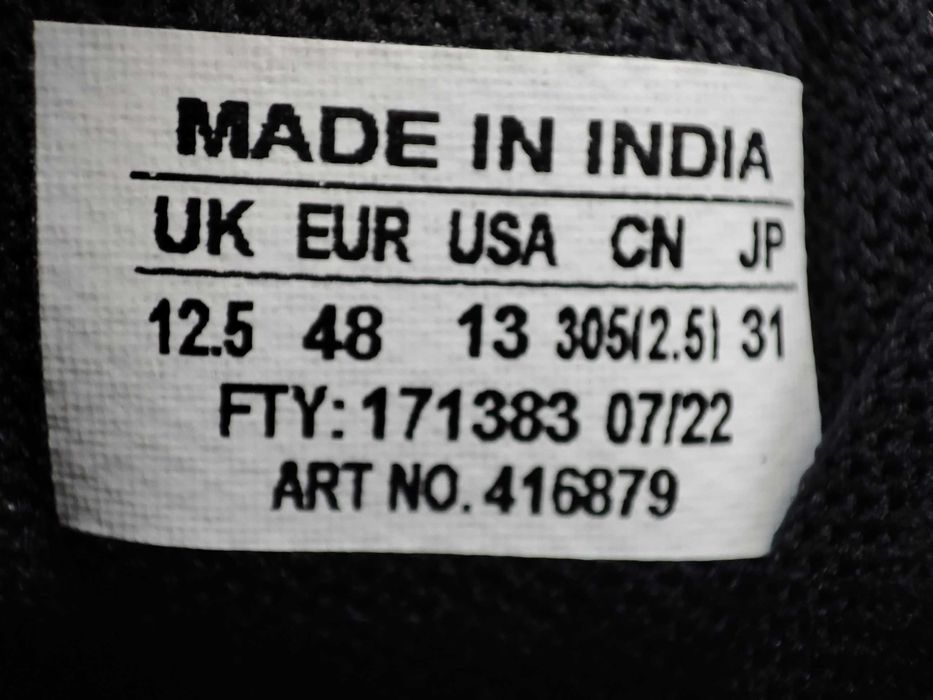 MADE IN INDIA
UK EUR USA CN JP
12.5 48 13 305(2.5) 31
FTY: 171383 07/22
ART NO. 416879